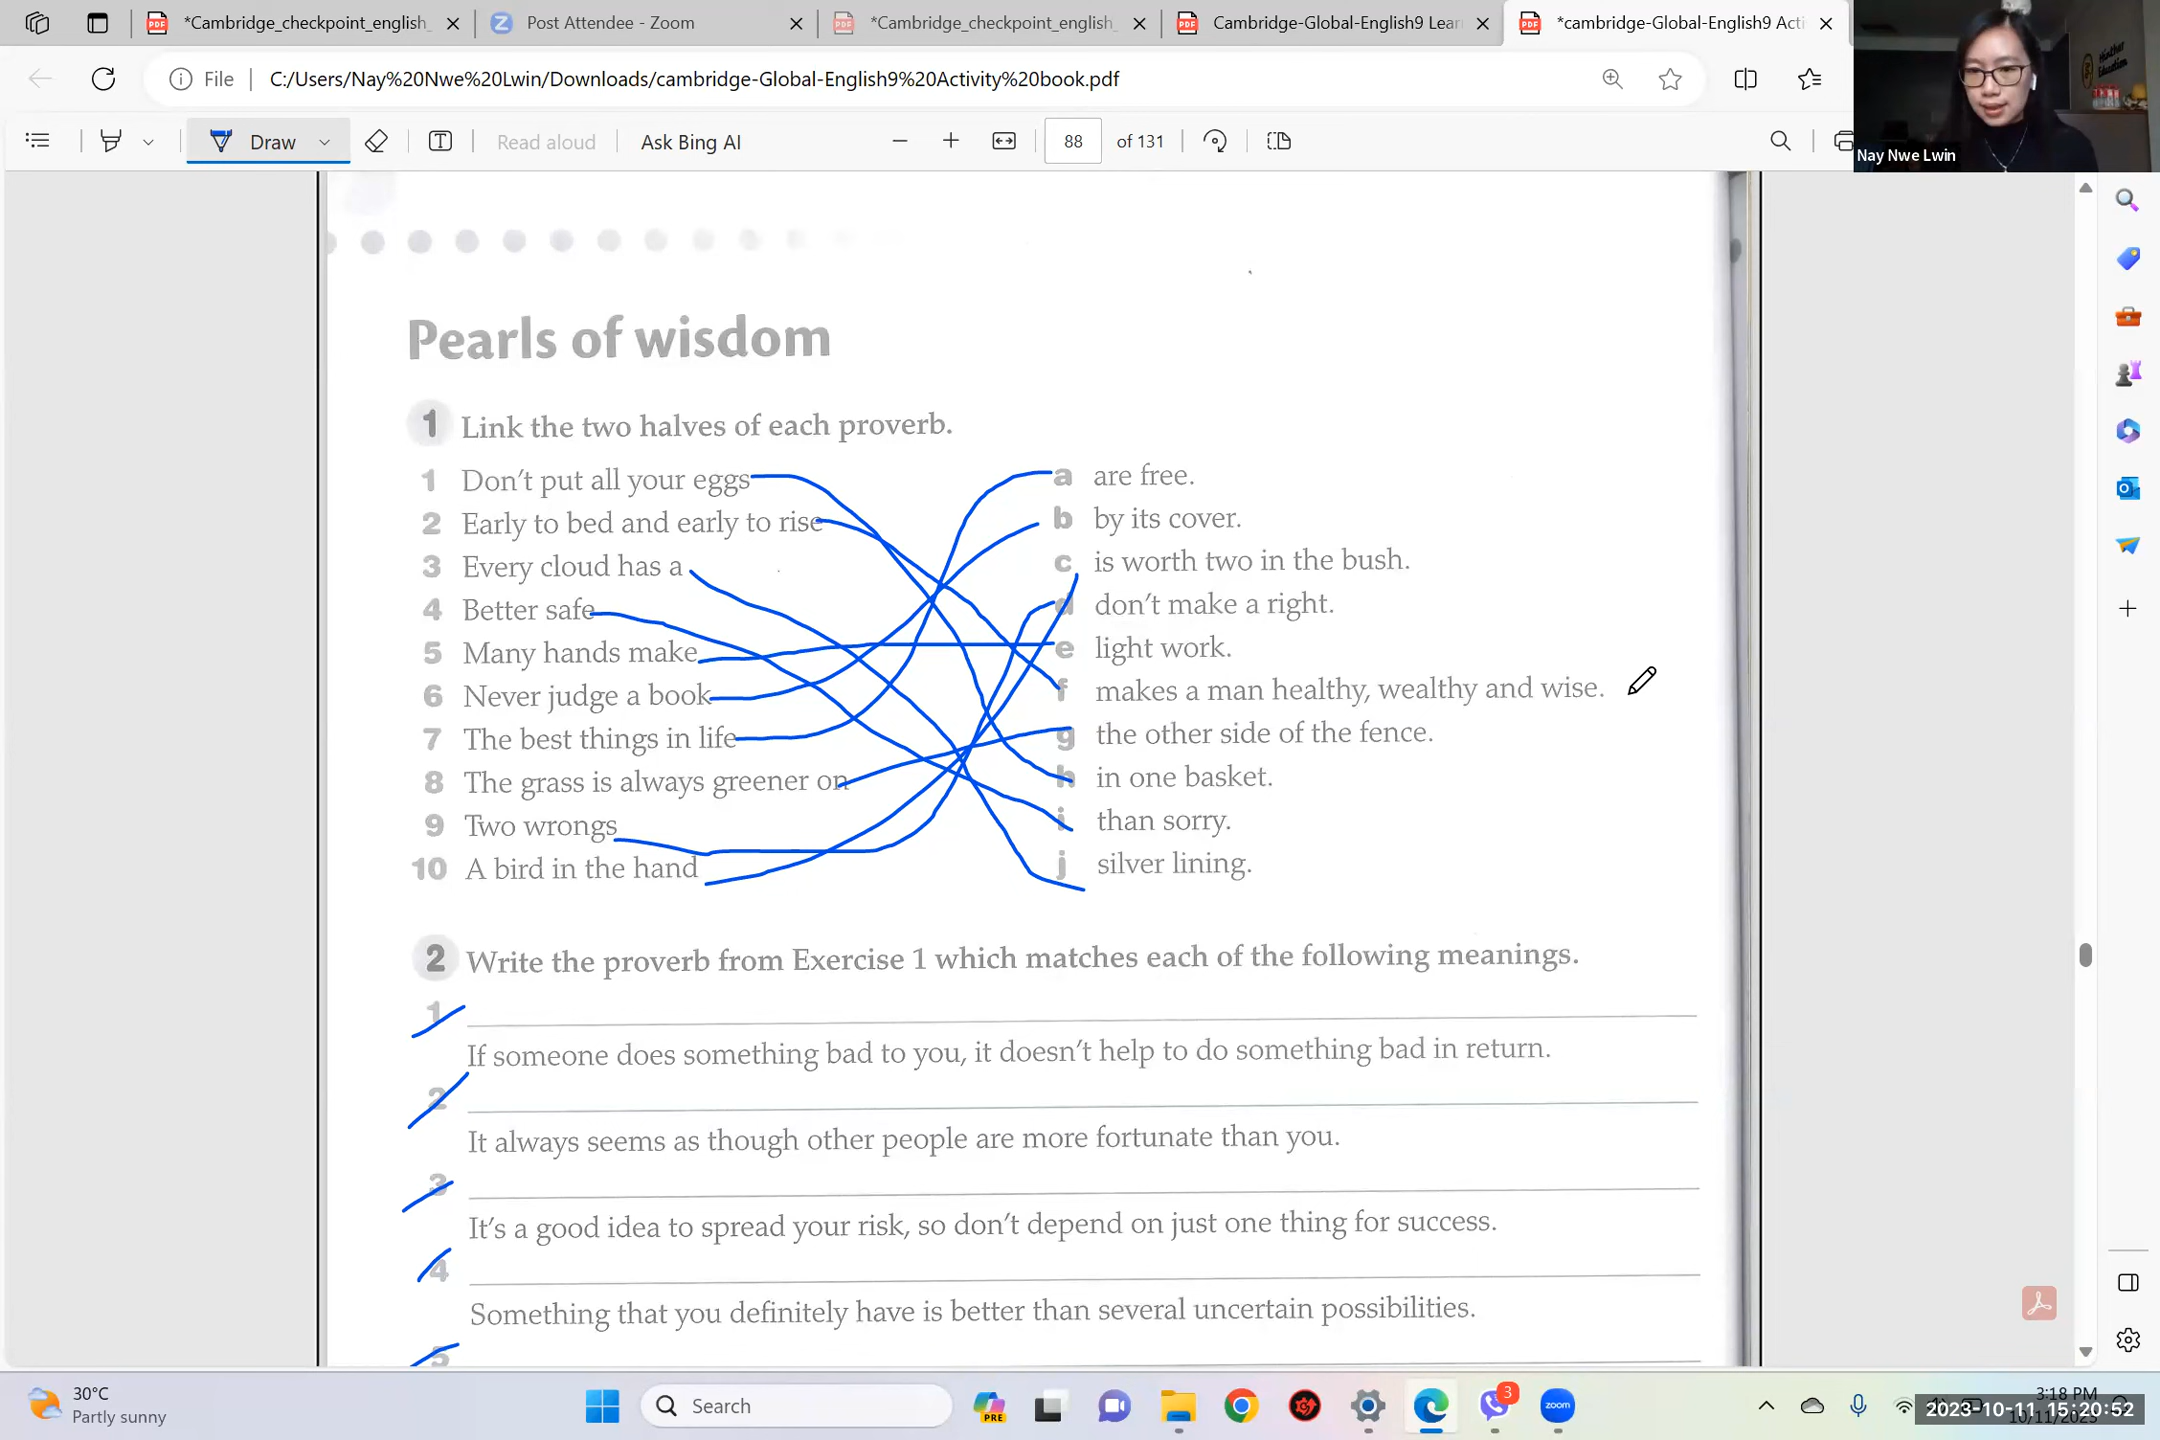 *Cambridge_checkpoint_english_
Post Attendee - Zoom
*Cambridge_checkpoint_english_
Cambridge-Global-English9 Lear
*cambridge-Global-English9 Acti
File
C:/Users/Nay%20Nwe%20Lwin/Downloads/cambridge-Global-English9%20Activity%20book.pdf
Draw
Read aloud
Ask Bing AI
88
of 131
Nay Nwe Lwin
Pearls of wisdom
1 Link the two halves of each proverb.
1 Don't put all your eggs
a are free.
2 Early to bed and early to rise
b by its cover.
3 Every cloud has a
c is worth two in the bush.
4 Better safe
d don't make a right.
5 Many hands make
e light work.
6 Never judge a book
f makes a man healthy, wealthy and wise.
7 The best things in life
g the other side of the fence.
8 The grass is always greener on
h in one basket.
9 Two wrongs
i than sorry.
10 A bird in the hand
j silver lining.
2 Write the proverb from Exercise 1 which matches each of the following meanings.
1
If someone does something bad to you, it doesn't help to do something bad in return.
2
It always seems as though other people are more fortunate than you.
3
It's a good idea to spread your risk, so don't depend on just one thing for success.
4
Something that you definitely have is better than several uncertain possibilities.
5
30°C
Partly sunny
Search
PRE
3
zoom
3:18 PM
2023-10-11 15:20:52